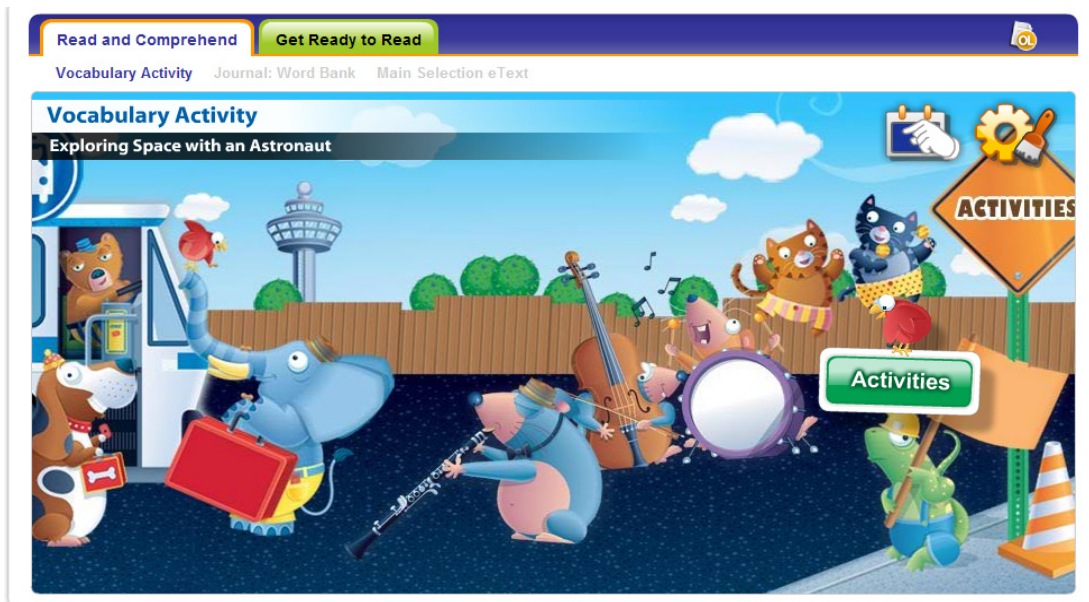 Read and Comprehend Get Ready to Read
OL
Vocabulary Activity Journal: Word Bank Main Selection eText
Vocabulary Activity
Exploring Space with an Astronaut
ACTIVITIES
Activities